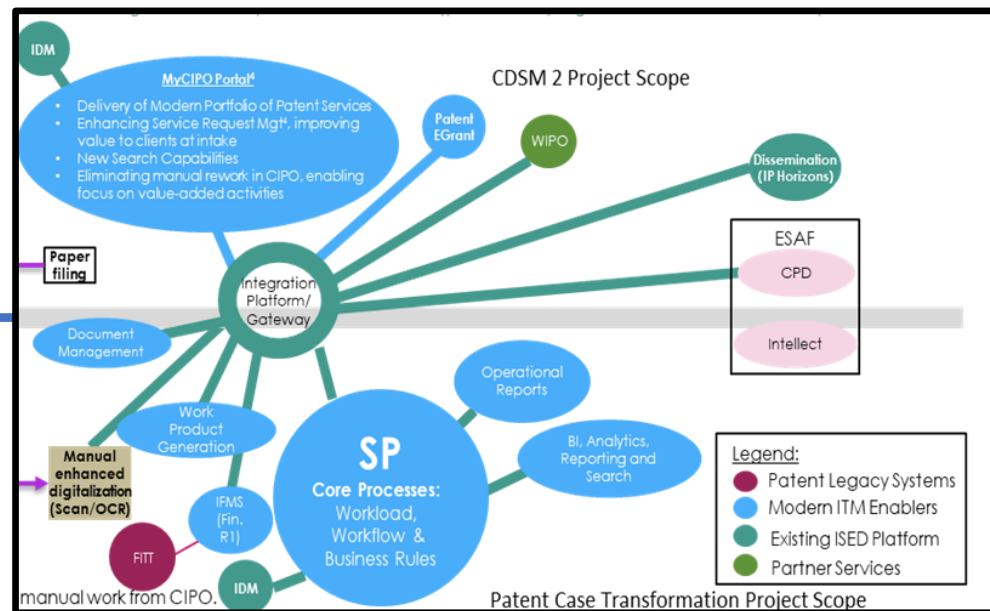 IDM
MyCIPO Portal⁴
• Delivery of Modern Portfolio of Patent Services
• Enhancing Service Request Mgt⁴, improving
value to clients at intake
• New Search Capabilities
• Eliminating manual rework in CIPO, enabling
focus on value-added activities
CDSM 2 Project Scope
Patent
EGrant
WIPO
Dissemination
(IP Horizons)
Paper
filing
Integration
Platform/
Gateway
ESAF
CPD
Intellect
Document
Management
Work
Product
Generation
Operational
Reports
BI, Analytics,
Reporting and
Search
Manual
enhanced
digitalization
(Scan/OCR)
IFMS
(Fin.
R1)
FITT
IDM
SP
Core Processes:
Workload,
Workflow &
Business Rules
Legend:
Patent Legacy Systems
Modern ITM Enablers
Existing ISED Platform
Partner Services
manual work from CIPO.
Patent Case Transformation Project Scope